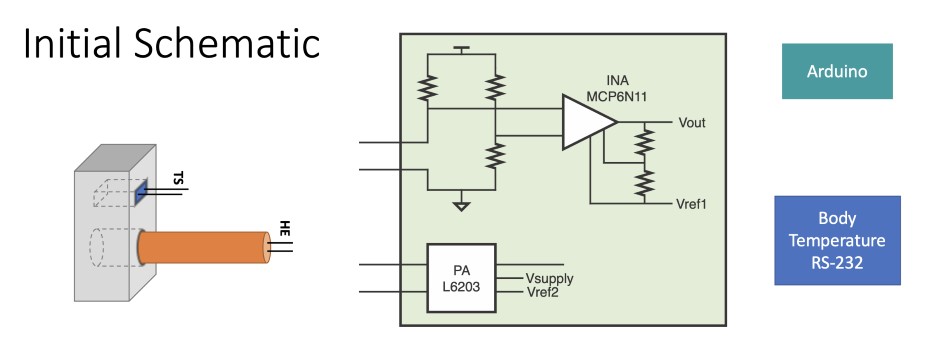 Initial Schematic
TS
HE
INA
MCP6N11
Vout
Vref1
PA
L6203
Vsupply
Vref2
Arduino
Body
Temperature
RS-232